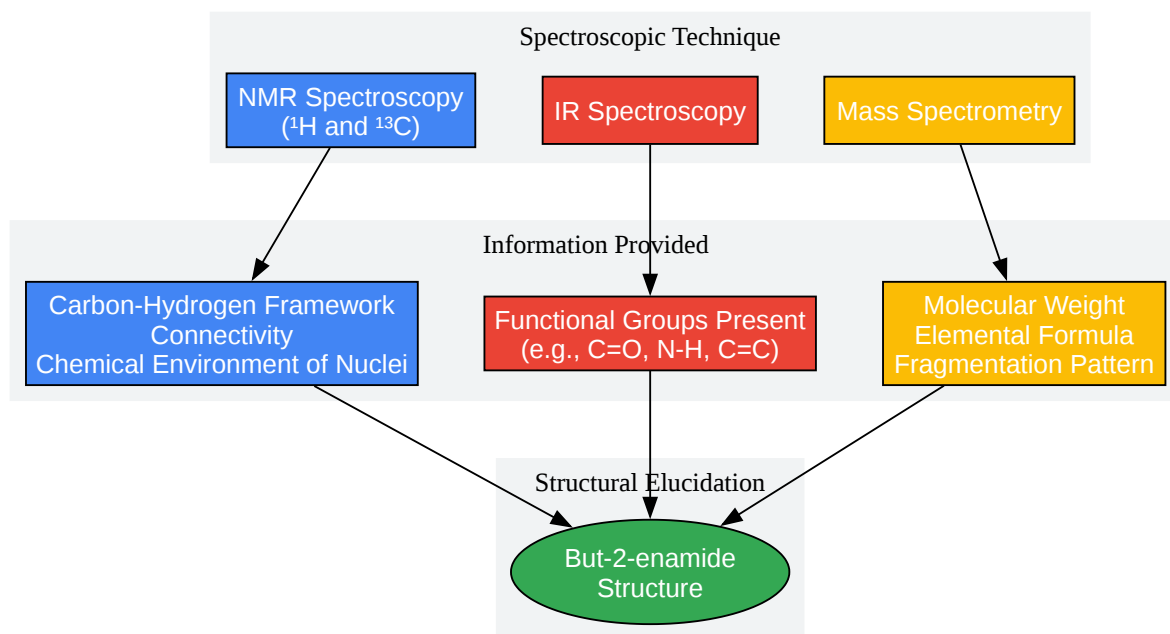 Spectroscopic Technique
NMR Spectroscopy
(¹H and ¹³C)
IR Spectroscopy
Mass Spectrometry
Information Provided
Carbon-Hydrogen Framework
Connectivity
Chemical Environment of Nuclei
Functional Groups Present
(e.g., C=O, N-H, C=C)
Molecular Weight
Elemental Formula
Fragmentation Pattern
Structural Elucidation
But-2-enamide
Structure